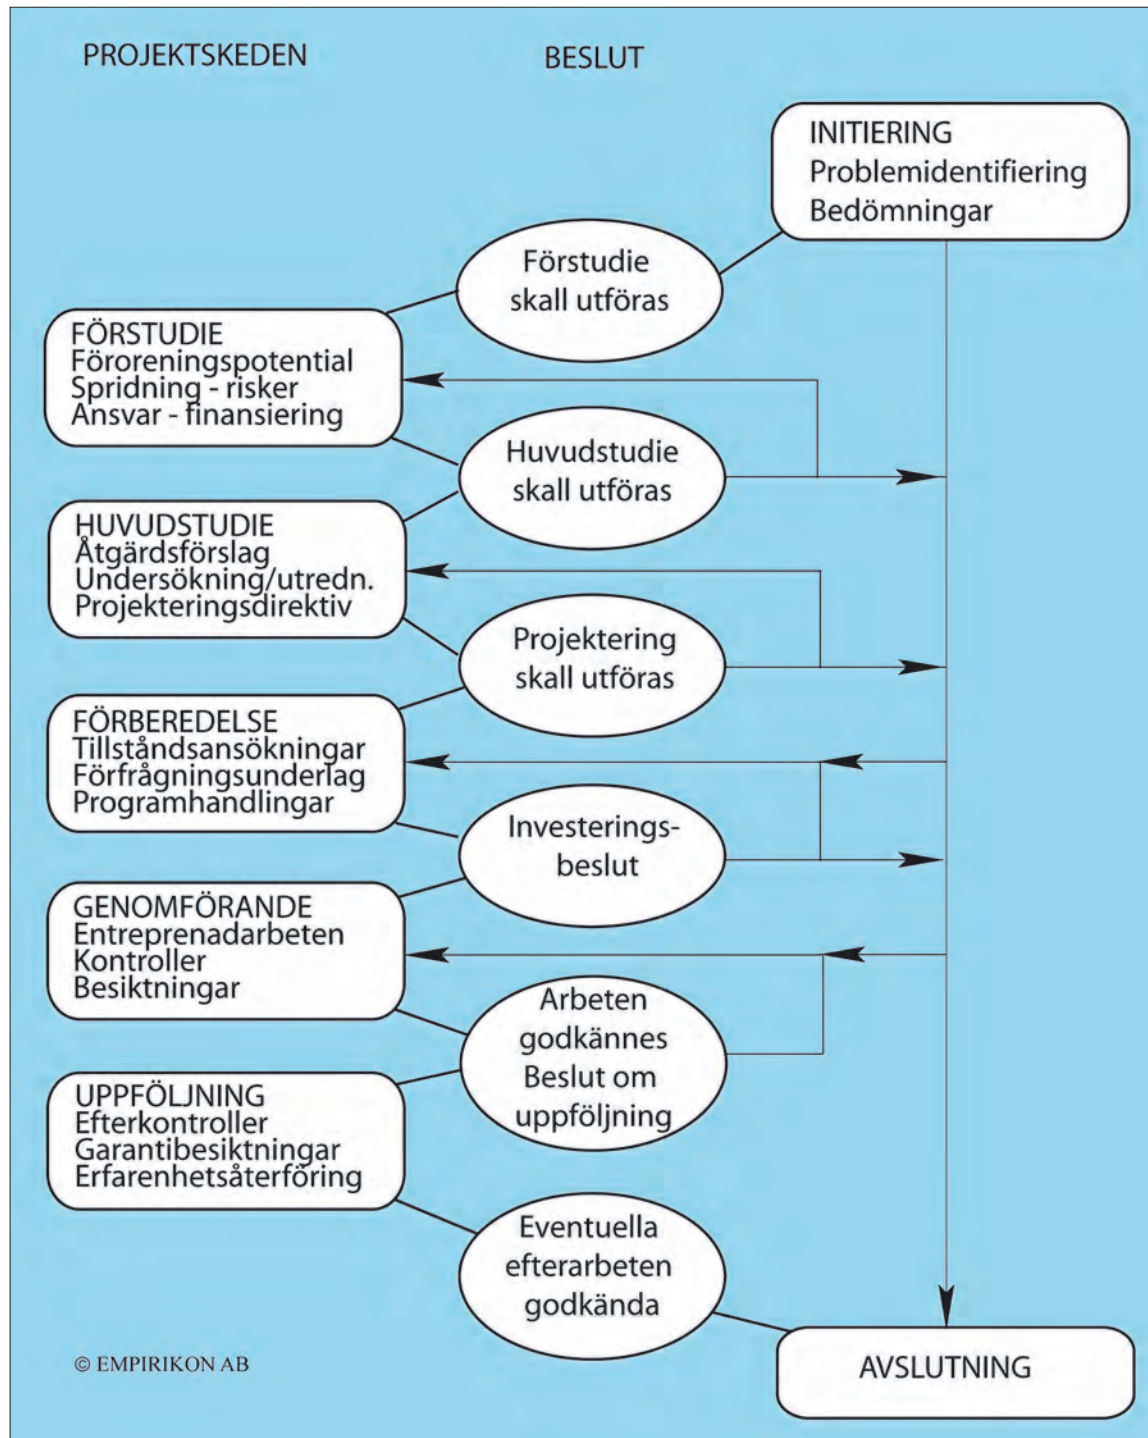 PROJEKTSKEDEN
BESLUT
INITIERING
Problemidentifiering
Bedömningar
Förstudie
skall utföras
FÖRSTUDIE
Föroreningspotential
Spridning - risker
Ansvar - finansiering
Huvudstudie
skall utföras
HUVUDSTUDIE
Åtgärdsförslag
Undersökning/utredn.
Projekteringsdirektiv
Projektering
skall utföras
FÖRBEREDELSE
Tillståndsansökningar
Förfrågningsunderlag
Programhandlingar
Investerings-
beslut
GENOMFÖRANDE
Entreprenadarbeten
Kontroller
Besiktningar
Arbeten
godkännes
Beslut om
uppföljning
UPPFÖLJNING
Efterkontroller
Garantibesiktningar
Erfarenhetsåterföring
Eventuella
efterarbeten
godkända
AVSLUTNING
© EMPIRIKON AB